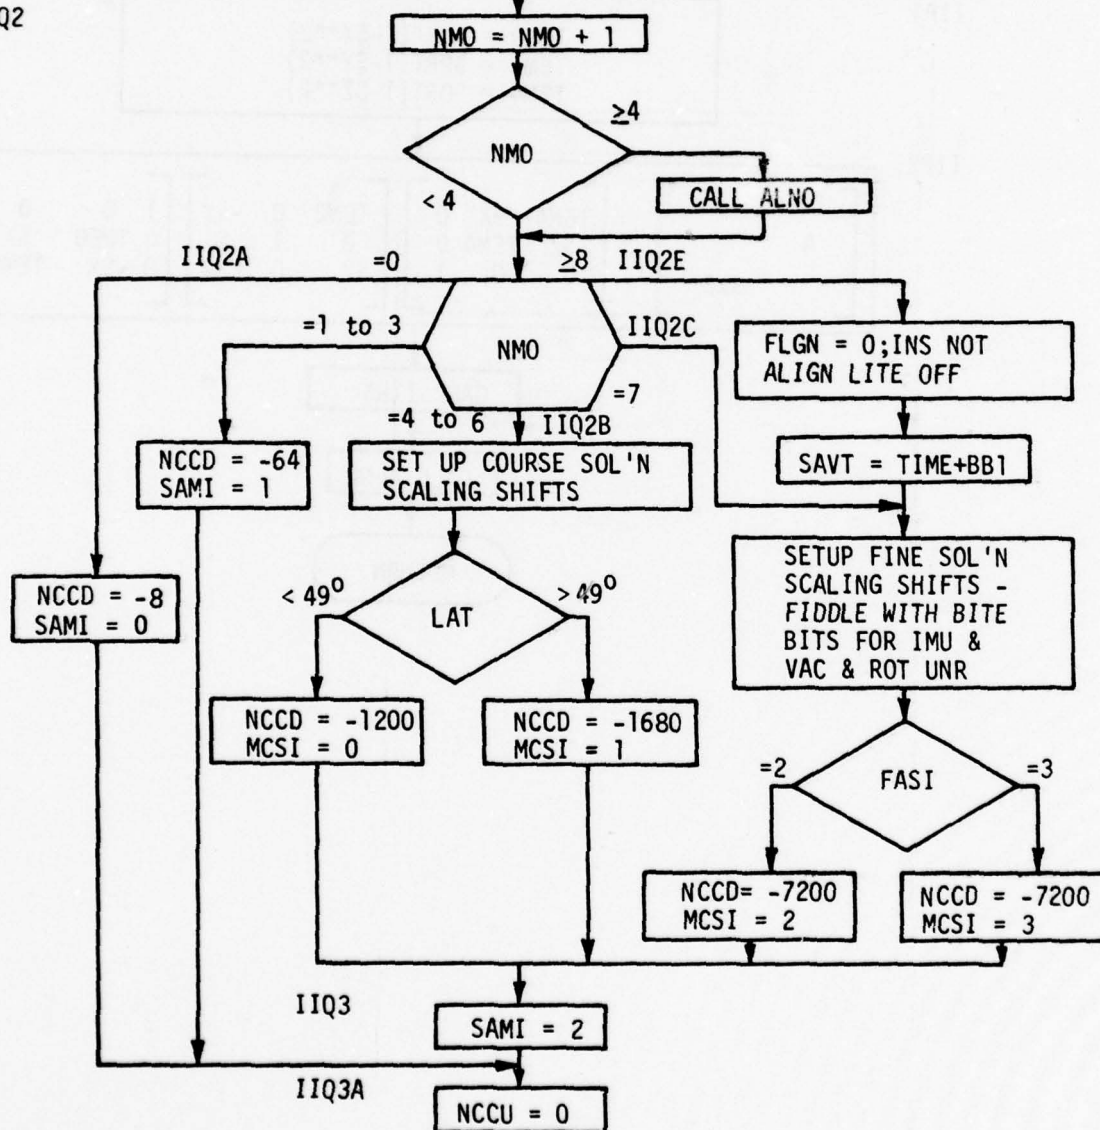 Q2
NMO = NMO + 1
≥4
NMO
<4
CALL ALNO
IIQ2A
=0
≥8
IIQ2E
=1 to 3
NMO
IIQ2C
=7
=4 to 6
IIQ2B
FLGN = 0;INS NOT
ALIGN LITE OFF
NCCD = -64
SAMI = 1
SET UP COURSE SOL'N
SCALING SHIFTS
SAVT = TIME+BB1
NCCD = -8
SAMI = 0
< 49º
LAT
> 49º
SETUP FINE SOL'N
SCALING SHIFTS -
FIDDLE WITH BITE
BITS FOR IMU &
VAC & ROT UNR
NCCD = -1200
MCSI = 0
NCCD = -1680
MCSI = 1
=2
FASI
=3
NCCD= -7200
MCSI = 2
NCCD = -7200
MCSI = 3
IIQ3
SAMI = 2
IIQ3A
NCCU = 0